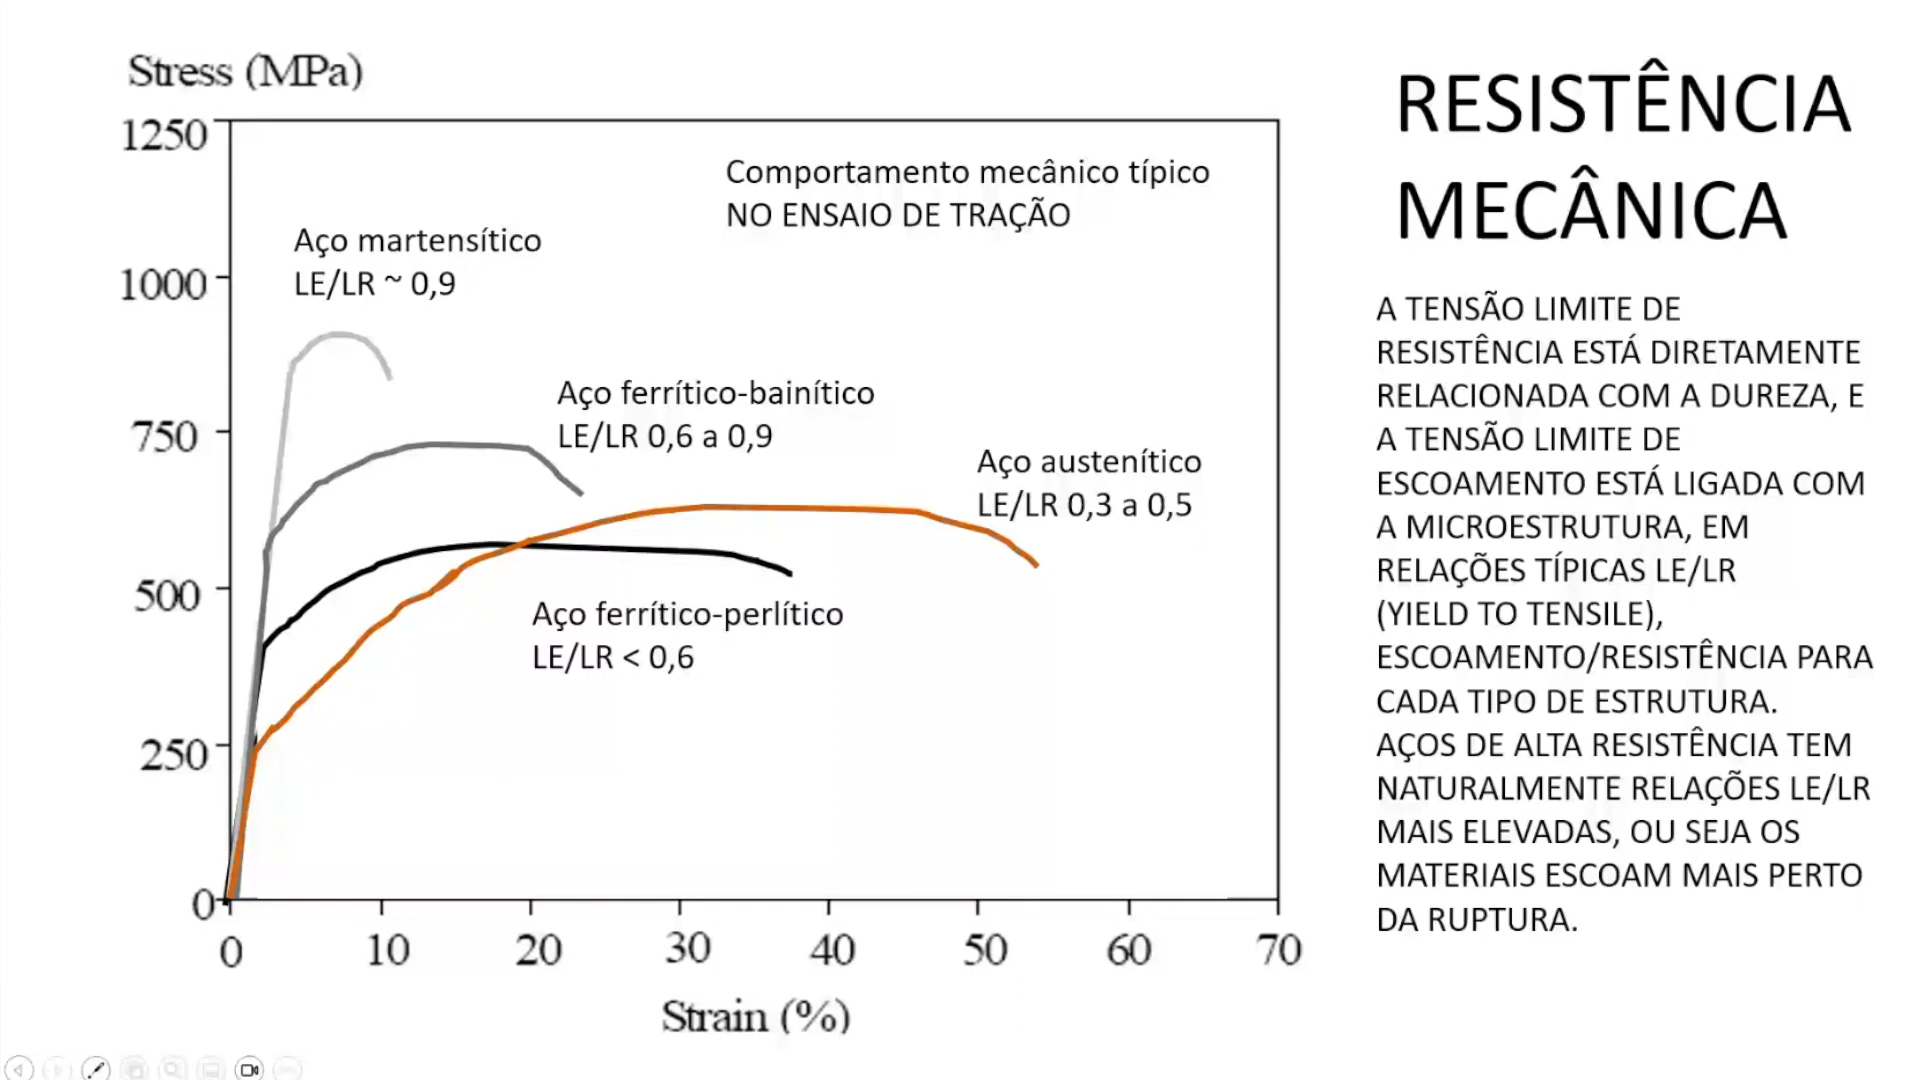 Stress (MPa)
1250
1000
750
500
250
0
0 10 20 30 40 50 60 70
Strain (%)
Comportamento mecânico típico
NO ENSAIO DE TRAÇÃO
Aço martensítico
LE/LR ~ 0,9
Aço ferrítico-bainítico
LE/LR 0,6 a 0,9
Aço austenítico
LE/LR 0,3 a 0,5
Aço ferrítico-perlítico
LE/LR < 0,6
RESISTÊNCIA
MECÂNICA
A TENSÃO LIMITE DE
RESISTÊNCIA ESTÁ DIRETAMENTE
RELACIONADA COM A DUREZA, E
A TENSÃO LIMITE DE
ESCOAMENTO ESTÁ LIGADA COM
A MICROESTRUTURA, EM
RELAÇÕES TÍPICAS LE/LR
(YIELD TO TENSILE),
ESCOAMENTO/RESISTÊNCIA PARA
CADA TIPO DE ESTRUTURA.
AÇOS DE ALTA RESISTÊNCIA TEM
NATURALMENTE RELAÇÕES LE/LR
MAIS ELEVADAS, OU SEJA OS
MATERIAIS ESCOAM MAIS PERTO
DA RUPTURA.